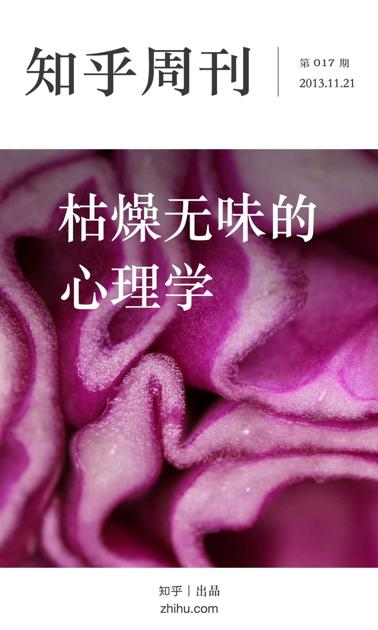 知乎周刊
第 017 期
2013.11.21
枯燥无味的
心理学
知乎 | 出品
zhihu.com